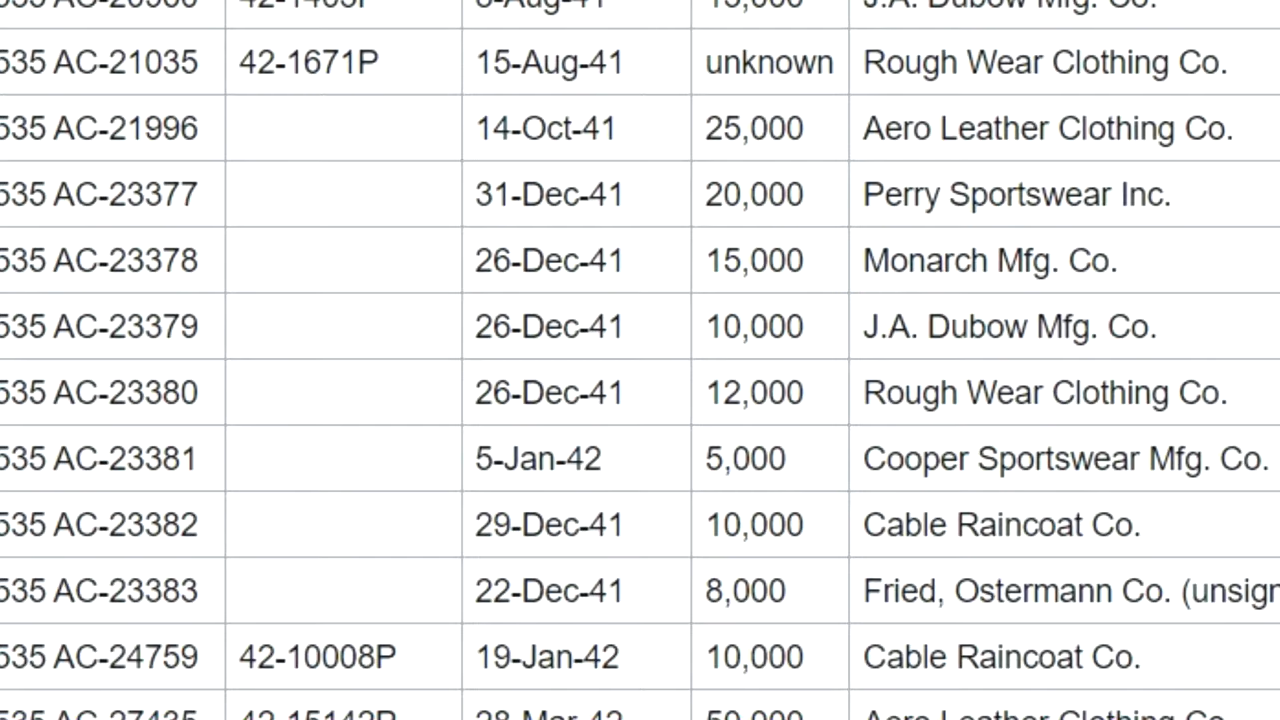 535 AC-21035 42-1671P 15-Aug-41 unknown Rough Wear Clothing Co.
535 AC-21996 14-Oct-41 25,000 Aero Leather Clothing Co.
535 AC-23377 31-Dec-41 20,000 Perry Sportswear Inc.
535 AC-23378 26-Dec-41 15,000 Monarch Mfg. Co.
535 AC-23379 26-Dec-41 10,000 J.A. Dubow Mfg. Co.
535 AC-23380 26-Dec-41 12,000 Rough Wear Clothing Co.
535 AC-23381 5-Jan-42 5,000 Cooper Sportswear Mfg. Co.
535 AC-23382 29-Dec-41 10,000 Cable Raincoat Co.
535 AC-23383 22-Dec-41 8,000 Fried, Ostermann Co. (unsign
535 AC-24759 42-10008P 19-Jan-42 10,000 Cable Raincoat Co.